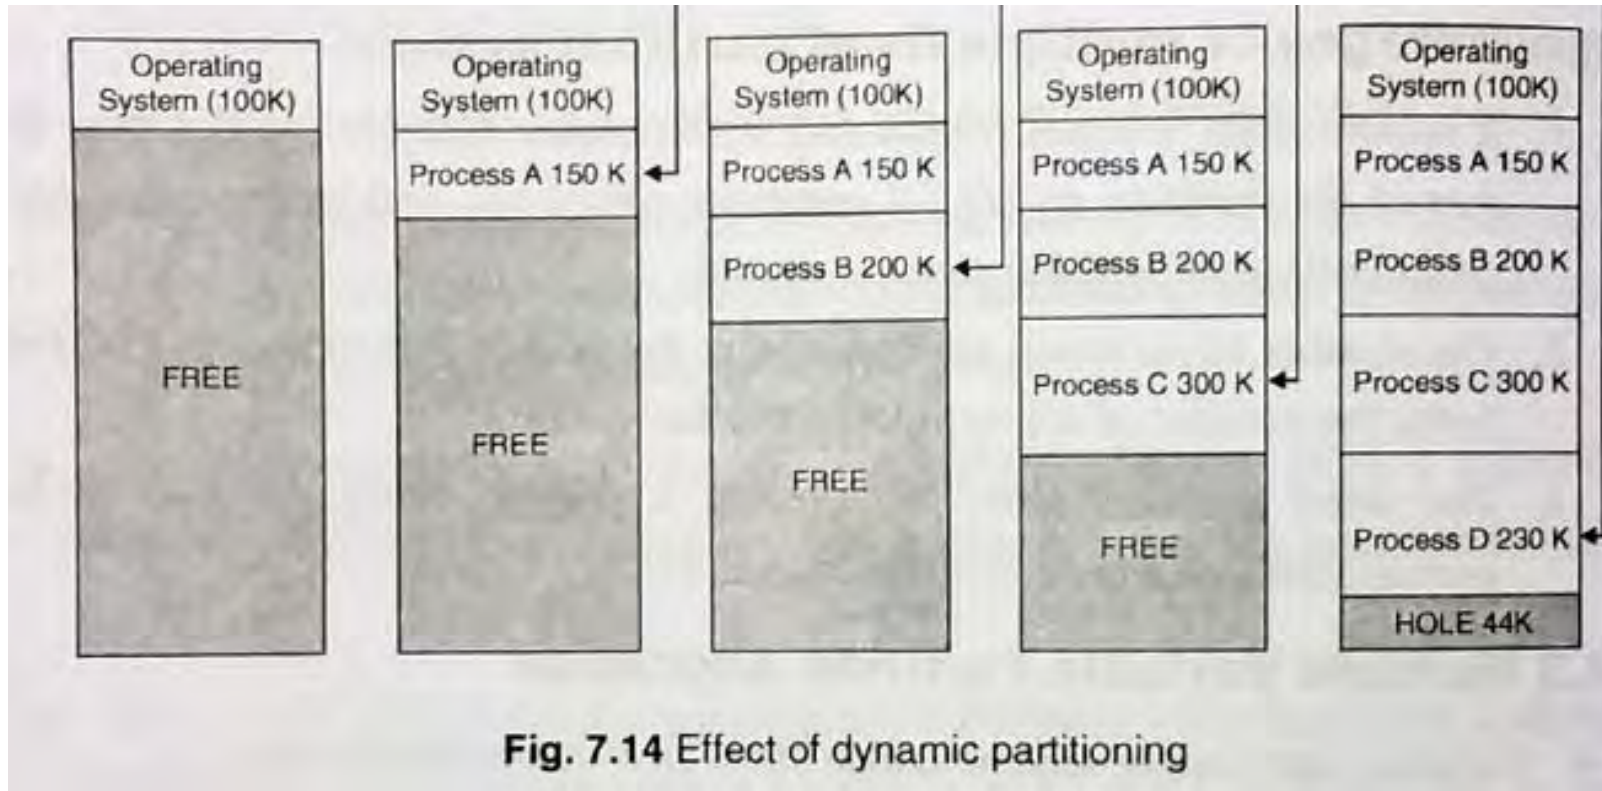 Operating
System (100K)
FREE
Operating
System (100K)
Process A 150 K
FREE
Operating
System (100K)
Process A 150 K
Process B 200 K
FREE
Operating
System (100K)
Process A 150 K
Process B 200 K
Process C 300 K
FREE
Operating
System (100K)
Process A 150 K
Process B 200 K
Process C 300 K
Process D 230 K
HOLE 44K
Fig. 7.14 Effect of dynamic partitioning